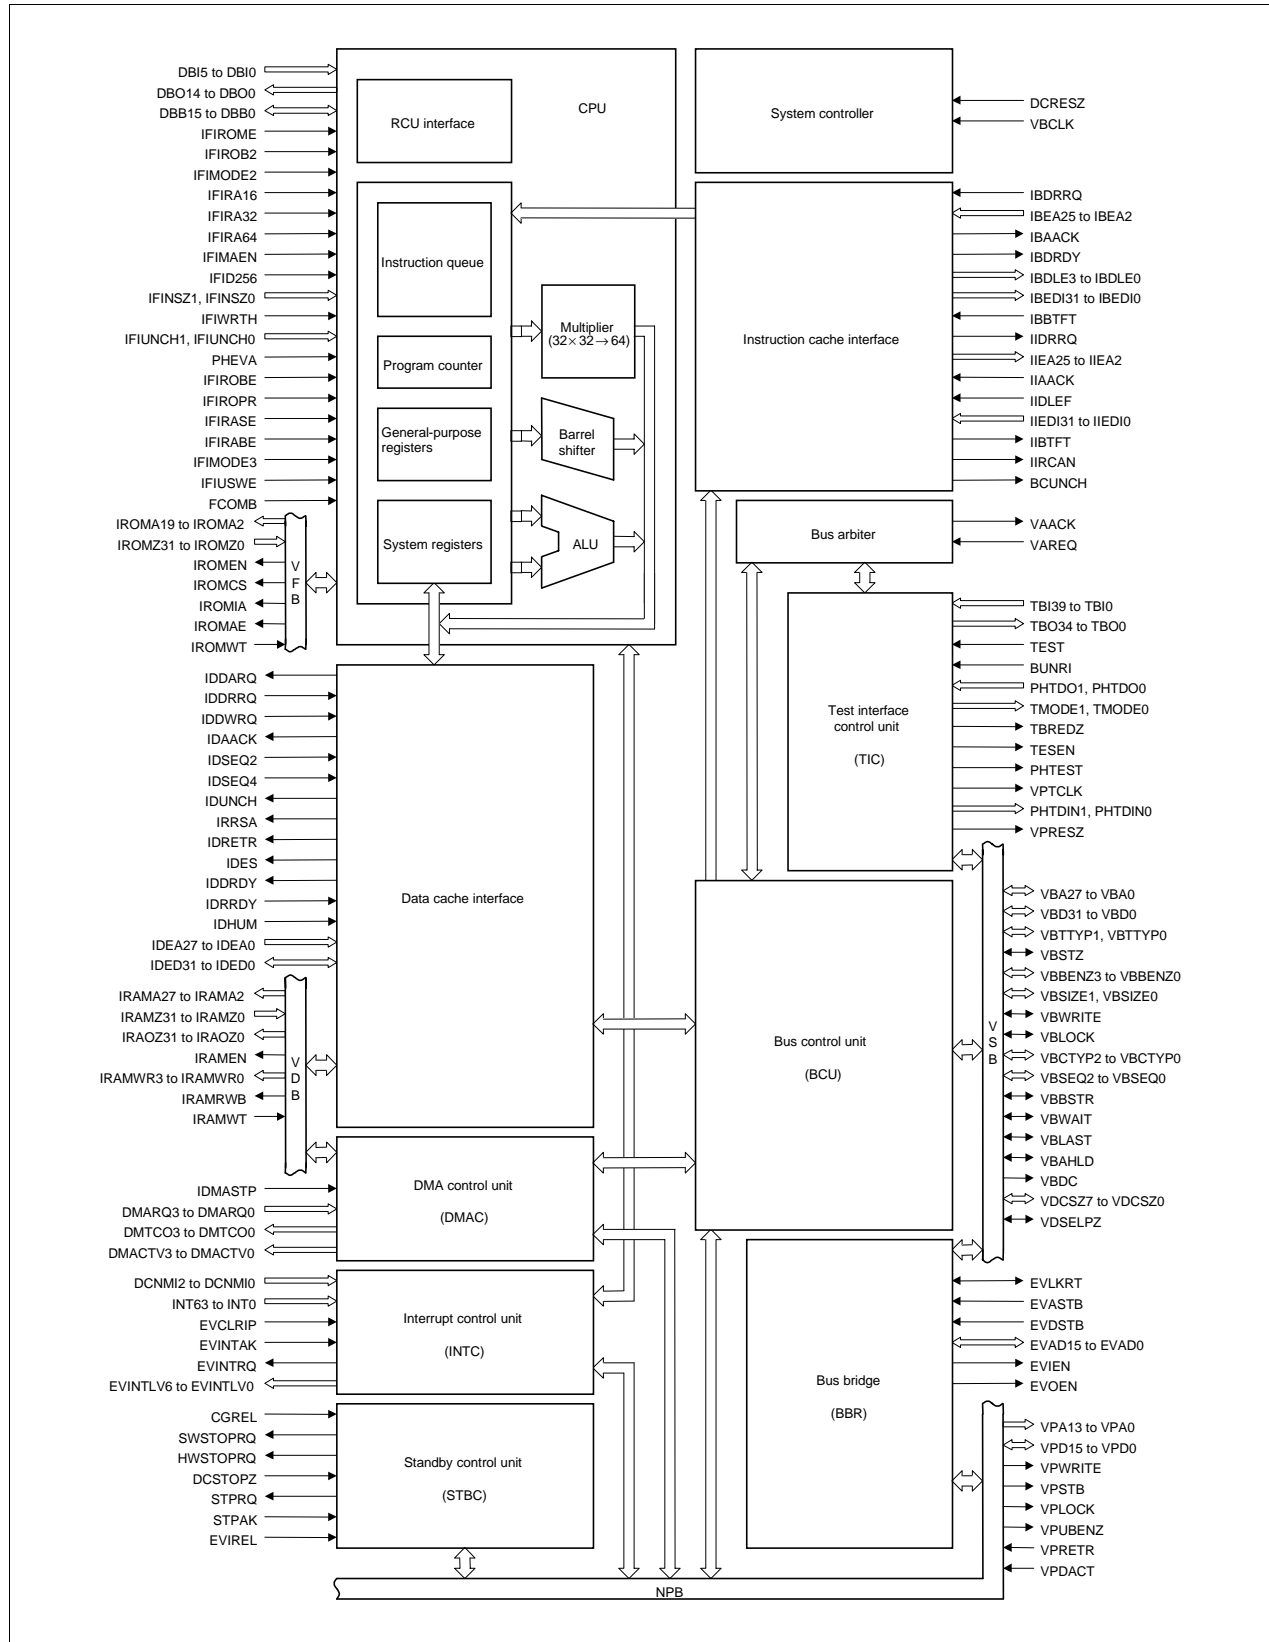 DBI5 to DBI0
DBO14 to DBO0
DBB15 to DBB0
IFIROME
IFIROB2
IFIMODE2
IFIRA16
IFIRA32
IFIRA64
IFIMAEN
IFID256
IFINSZ1, IFINSZ0
IFIWRTH
IFIUNCH1, IFIUNCH0
PHEVA
IFIROBE
IFIROPR
IFIRASE
IFIRABE
IFIMODE3
IFIUSWE
FCOMB
IROMA19 to IROMA2
IROMZ31 to IROMZ0
IROMEN
IROMCS
IROMIA
IROMAE
IROMWT
VFB
CPU
RCU interface
Instruction queue
Program counter
General-purpose
registers
System registers
Multiplier
(32×32→64)
Barrel
shifter
ALU
System controller
DCRESZ
VBCLK
Instruction cache interface
IBDRRQ
IBEA25 to IBEA2
IBAACK
IBDRDY
IBDLE3 to IBDLE0
IBEDI31 to IBEDI0
IBBTFT
IIDRRQ
IIEA25 to IIEA2
IIAACK
IIDLEF
IIEDI31 to IIEDI0
IIBTFT
IIRCAN
BCUNCH
Bus arbiter
VAACK
VAREQ
Test interface
control unit
(TIC)
TBI39 to TBI0
TBO34 to TBO0
TEST
BUNRI
PHTDO1, PHTDO0
TMODE1, TMODE0
TBREDZ
TESEN
PHTEST
VPTCLK
PHTDIN1, PHTDIN0
VPRESZ
IDDARQ
IDDRRQ
IDDWRQ
IDAACK
IDSEQ2
IDSEQ4
IDUNCH
IRRSA
IDRETR
IDES
IDDRDY
IDRRDY
IDHUM
IDEA27 to IDEA0
IDED31 to IDED0
Data cache interface
IRAMA27 to IRAMA2
IRAMZ31 to IRAMZ0
IRAOZ31 to IRAOZ0
IRAMEN
IRAMWR3 to IRAMWR0
IRAMRWB
IRAMWT
VDB
Bus control unit
(BCU)
VSB
VBA27 to VBA0
VBD31 to VBD0
VBTTYP1, VBTTYP0
VBSTZ
VBBENZ3 to VBBENZ0
VBSIZE1, VBSIZE0
VBWRITE
VBLOCK
VBCTYP2 to VBCTYP0
VBSEQ2 to VBSEQ0
VBBSTR
VBWAIT
VBLAST
VBAHLD
VBDC
VDCSZ7 to VDCSZ0
VDSELPZ
IDMASTP
DMARQ3 to DMARQ0
DMTCO3 to DMTCO0
DMACTV3 to DMACTV0
DMA control unit
(DMAC)
DCNMI2 to DCNMI0
INT63 to INT0
EVCLRIP
EVINTAK
EVINTRQ
EVINTLV6 to EVINTLV0
Interrupt control unit
(INTC)
CGREL
SWSTOPRQ
HWSTOPRQ
DCSTOPZ
STPRQ
STPAK
EVIREL
Standby control unit
(STBC)
Bus bridge
(BBR)
EVLKRT
EVASTB
EVDSTB
EVAD15 to EVAD0
EVIEN
EVOEN
VPA13 to VPA0
VPD15 to VPD0
VPWRITE
VPSTB
VPLOCK
VPUBENZ
VPRETR
VPDACT
NPB